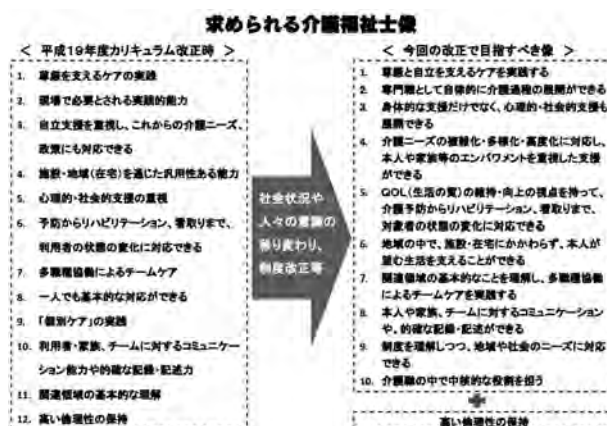 求められる介護福祉士像
＜ 平成19年度カリキュラム改正時 ＞
1. 尊厳を支えるケアの実践
2. 現場で必要とされる実践的能力
3. 自立支援を重視し、これからの介護ニーズ、
政策にも対応できる
4. 施設・地域（在宅）を通じた汎用性ある能力
5. 心理的・社会的支援の重視
6. 予防からリハビリテーション、看取りまで、
利用者の状態の変化に対応できる
7. 多職種協働によるチームケア
8. 一人でも基本的な対応ができる
9. 「個別ケア」の実践
10. 利用者・家族、チームに対するコミュニケー
ション能力や的確な記録・記述力
11. 関連領域の基本的な理解
12. 高い倫理性の保持
社会状況や
人々の意識の
移り変わり、
制度改正等
＜ 今回の改正で目指すべき像 ＞
1. 尊厳と自立を支えるケアを実践する
2. 専門職として自律的に介護過程の展開ができる
3. 身体的な支援だけでなく、心理的・社会的支援も
展開できる
4. 介護ニーズの複雑化・多様化・高度化に対応し、
本人や家族等のエンパワメントを重視した支援
ができる
5. QOL（生活の質）の維持・向上の視点を持って、
介護予防からリハビリテーション、看取りまで、
対象者の状態の変化に対応できる
6. 地域の中で、施設・在宅にかかわらず、本人が
望む生活を支えることができる
7. 関連領域の基本的なことを理解し、多職種協働
によるチームケアを実践する
8. 本人や家族、チームに対するコミュニケーション
や、的確な記録・記述ができる
9. 制度を理解しつつ、地域や社会のニーズに対応
できる
10. 介護職の中で中核的な役割を担う
+
高い倫理性の保持